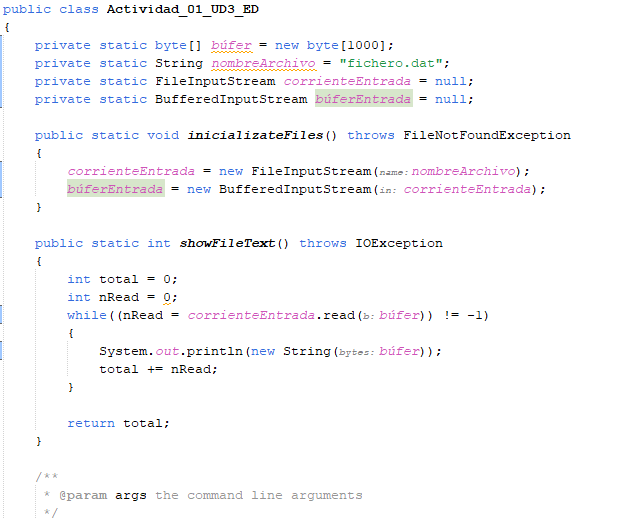 public class Actividad_01_UD3_ED
{
    private static byte[] búfer = new byte[1000];
    private static String nombreArchivo = "fichero.dat";
    private static FileInputStream corrienteEntrada = null;
    private static BufferedInputStream búferEntrada = null;

    public static void inicializateFiles() throws FileNotFoundException
    {
        corrienteEntrada = new FileInputStream(name: nombreArchivo);
        búferEntrada = new BufferedInputStream(in: corrienteEntrada);
    }

    public static int showFileText() throws IOException
    {
        int total = 0;
        int nRead = 0;
        while((nRead = corrienteEntrada.read(b: búfer)) != -1)
        {
            System.out.println(new String(bytes: búfer));
            total += nRead;
        }

        return total;
    }

    /**
     * @param args the command line arguments
     */